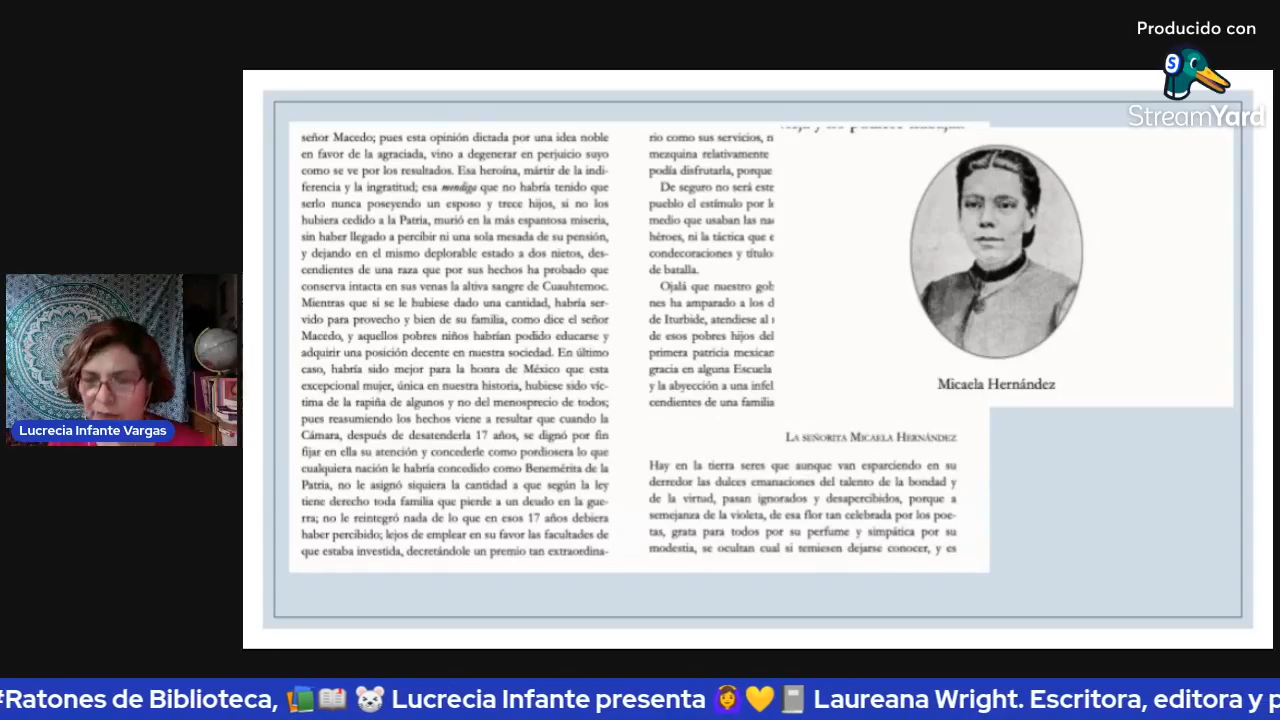 Producido con
StreamYard
señor Macedo; pues esta opinión dictada por una idea noble
en favor de la agraciada, vino a degenerar en perjuicio suyo
como se ve por los resultados. Esa heroína, mártir de la indi-
ferencia y la ingratitud; esa mendiga que no habría tenido que
serlo nunca poseyendo un esposo y trece hijos, si no los
hubiera cedido a la Patria, murió en la más espantosa miseria,
sin haber llegado a percibir ni una sola mesada de su pensión,
y dejando en el mismo deplorable estado a dos nietos, des-
cendientes de una raza que por sus hechos ha probado que
conserva intacta en sus venas la altiva sangre de Cuauhtemoc.
Mientras que si se le hubiese dado una cantidad, habría ser-
vido para provecho y bien de su familia, como dice el señor
Macedo, y aquellos pobres niños habrían podido educarse y
adquirir una posición decente en nuestra sociedad. En último
caso, habría sido mejor para la honra de México que esta
excepcional mujer, única en nuestra historia, hubiese sido víc-
tima de la rapiña de algunos y no del menosprecio de todos;
pues reasumiendo los hechos viene a resultar que cuando la
Cámara, después de desatenderla 17 años, se dignó por fin
fijar en ella su atención y concederle como pordiosera lo que
cualquiera nación le habría concedido como Benemérita de la
Patria, no le asignó siquiera la cantidad a que según la ley
tiene derecho toda familia que pierde a un deudo en la gue-
rra; no le reintegró nada de lo que en esos 17 años debiera
haber percibido; lejos de emplear en su favor las facultades de
que estaba investida, decretándole un premio tan extraordina-
rio como sus servicios, n
mezquina relativamente
podía disfrutarla, porque
De seguro no será este
pueblo el estímulo por l
medio que usaban las na
héroes, ni la táctica que e
condecoraciones y título
de batalla.
Ojalá que nuestro gob
nes ha amparado a los d
de Iturbide, atendiese al
de esos pobres hijos del
primera patricia mexican
gracia en alguna Escuela
y la abyección a una infel
cendientes de una familia
Micaela Hernández
LA SEÑORITA MICAELA HERNÁNDEZ
Hay en la tierra seres que aunque van esparciendo en su
derredor las dulces emanaciones del talento de la bondad y
de la virtud, pasan ignorados y desapercibidos, porque a
semejanza de la violeta, de esa flor tan celebrada por los poe-
tas, grata para todos por su perfume y simpática por su
modestia, se ocultan cual si temiesen dejarse conocer, y es
Lucrecia Infante Vargas
#Ratones de Biblioteca, 📚📖 🐭 Lucrecia Infante presenta 🙆‍♀️💛📓 Laureana Wright. Escritora, editora y p